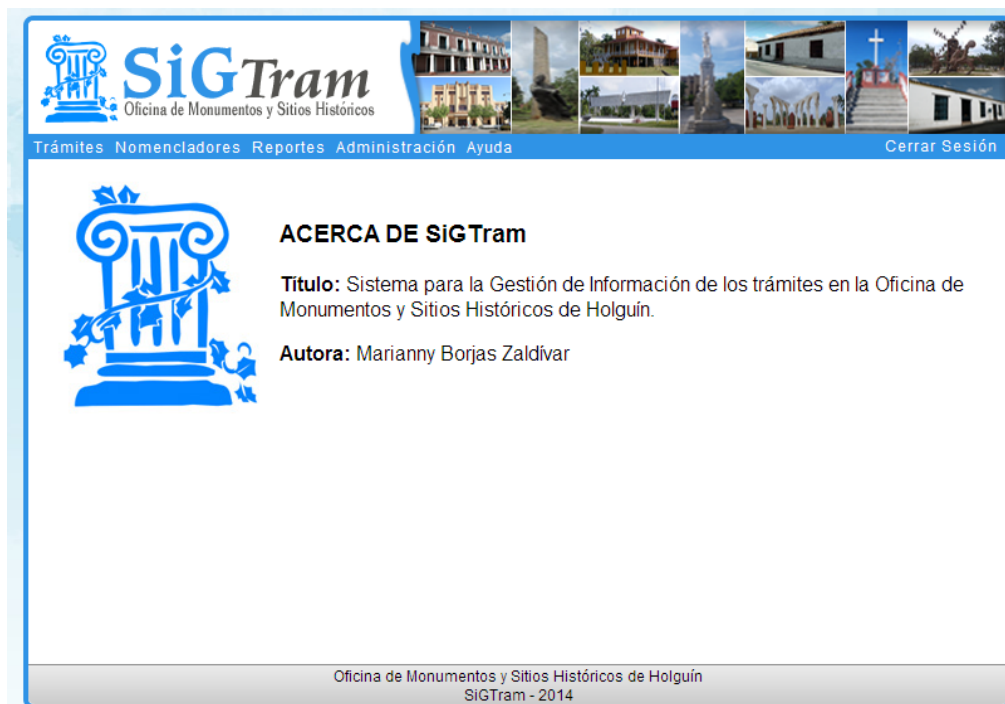 SiGTram
Oficina de Monumentos y Sitios Históricos
Trámites Nomencladores Reportes Administración Ayuda Cerrar Sesión
ACERCA DE SiGTram
Título: Sistema para la Gestión de Información de los trámites en la Oficina de
Monumentos y Sitios Históricos de Holguín.
Autora: Marianny Borjas Zaldívar
Oficina de Monumentos y Sitios Históricos de Holguín
SiGTram - 2014